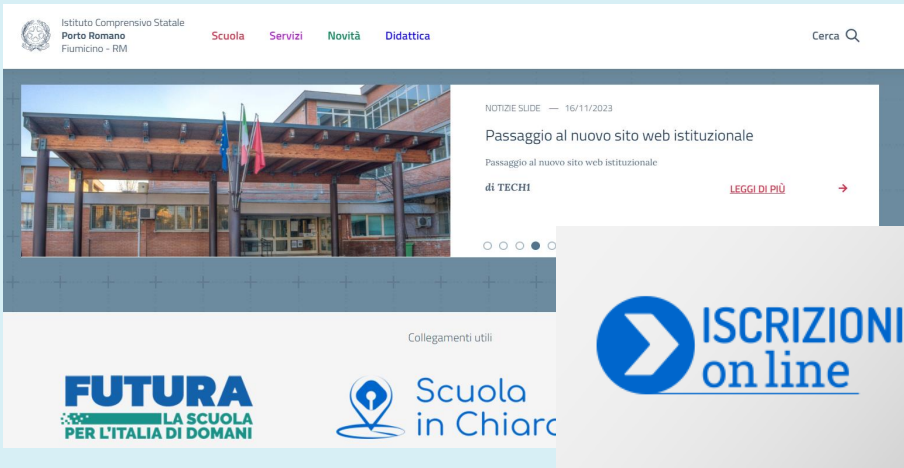 Istituto Comprensivo Statale
Porto Romano
Fiumicino - RM
Scuola Servizi Novità Didattica
Cerca
NOTIZIE SLIDE — 16/11/2023
Passaggio al nuovo sito web istituzionale
Passaggio al nuovo sito web istituzionale
di TECH1
LEGGI DI PIÙ
Collegamenti utili
FUTURA
LA SCUOLA
PER L'ITALIA DI DOMANI
Scuola
in Chiaro
ISCRIZIONI
on line